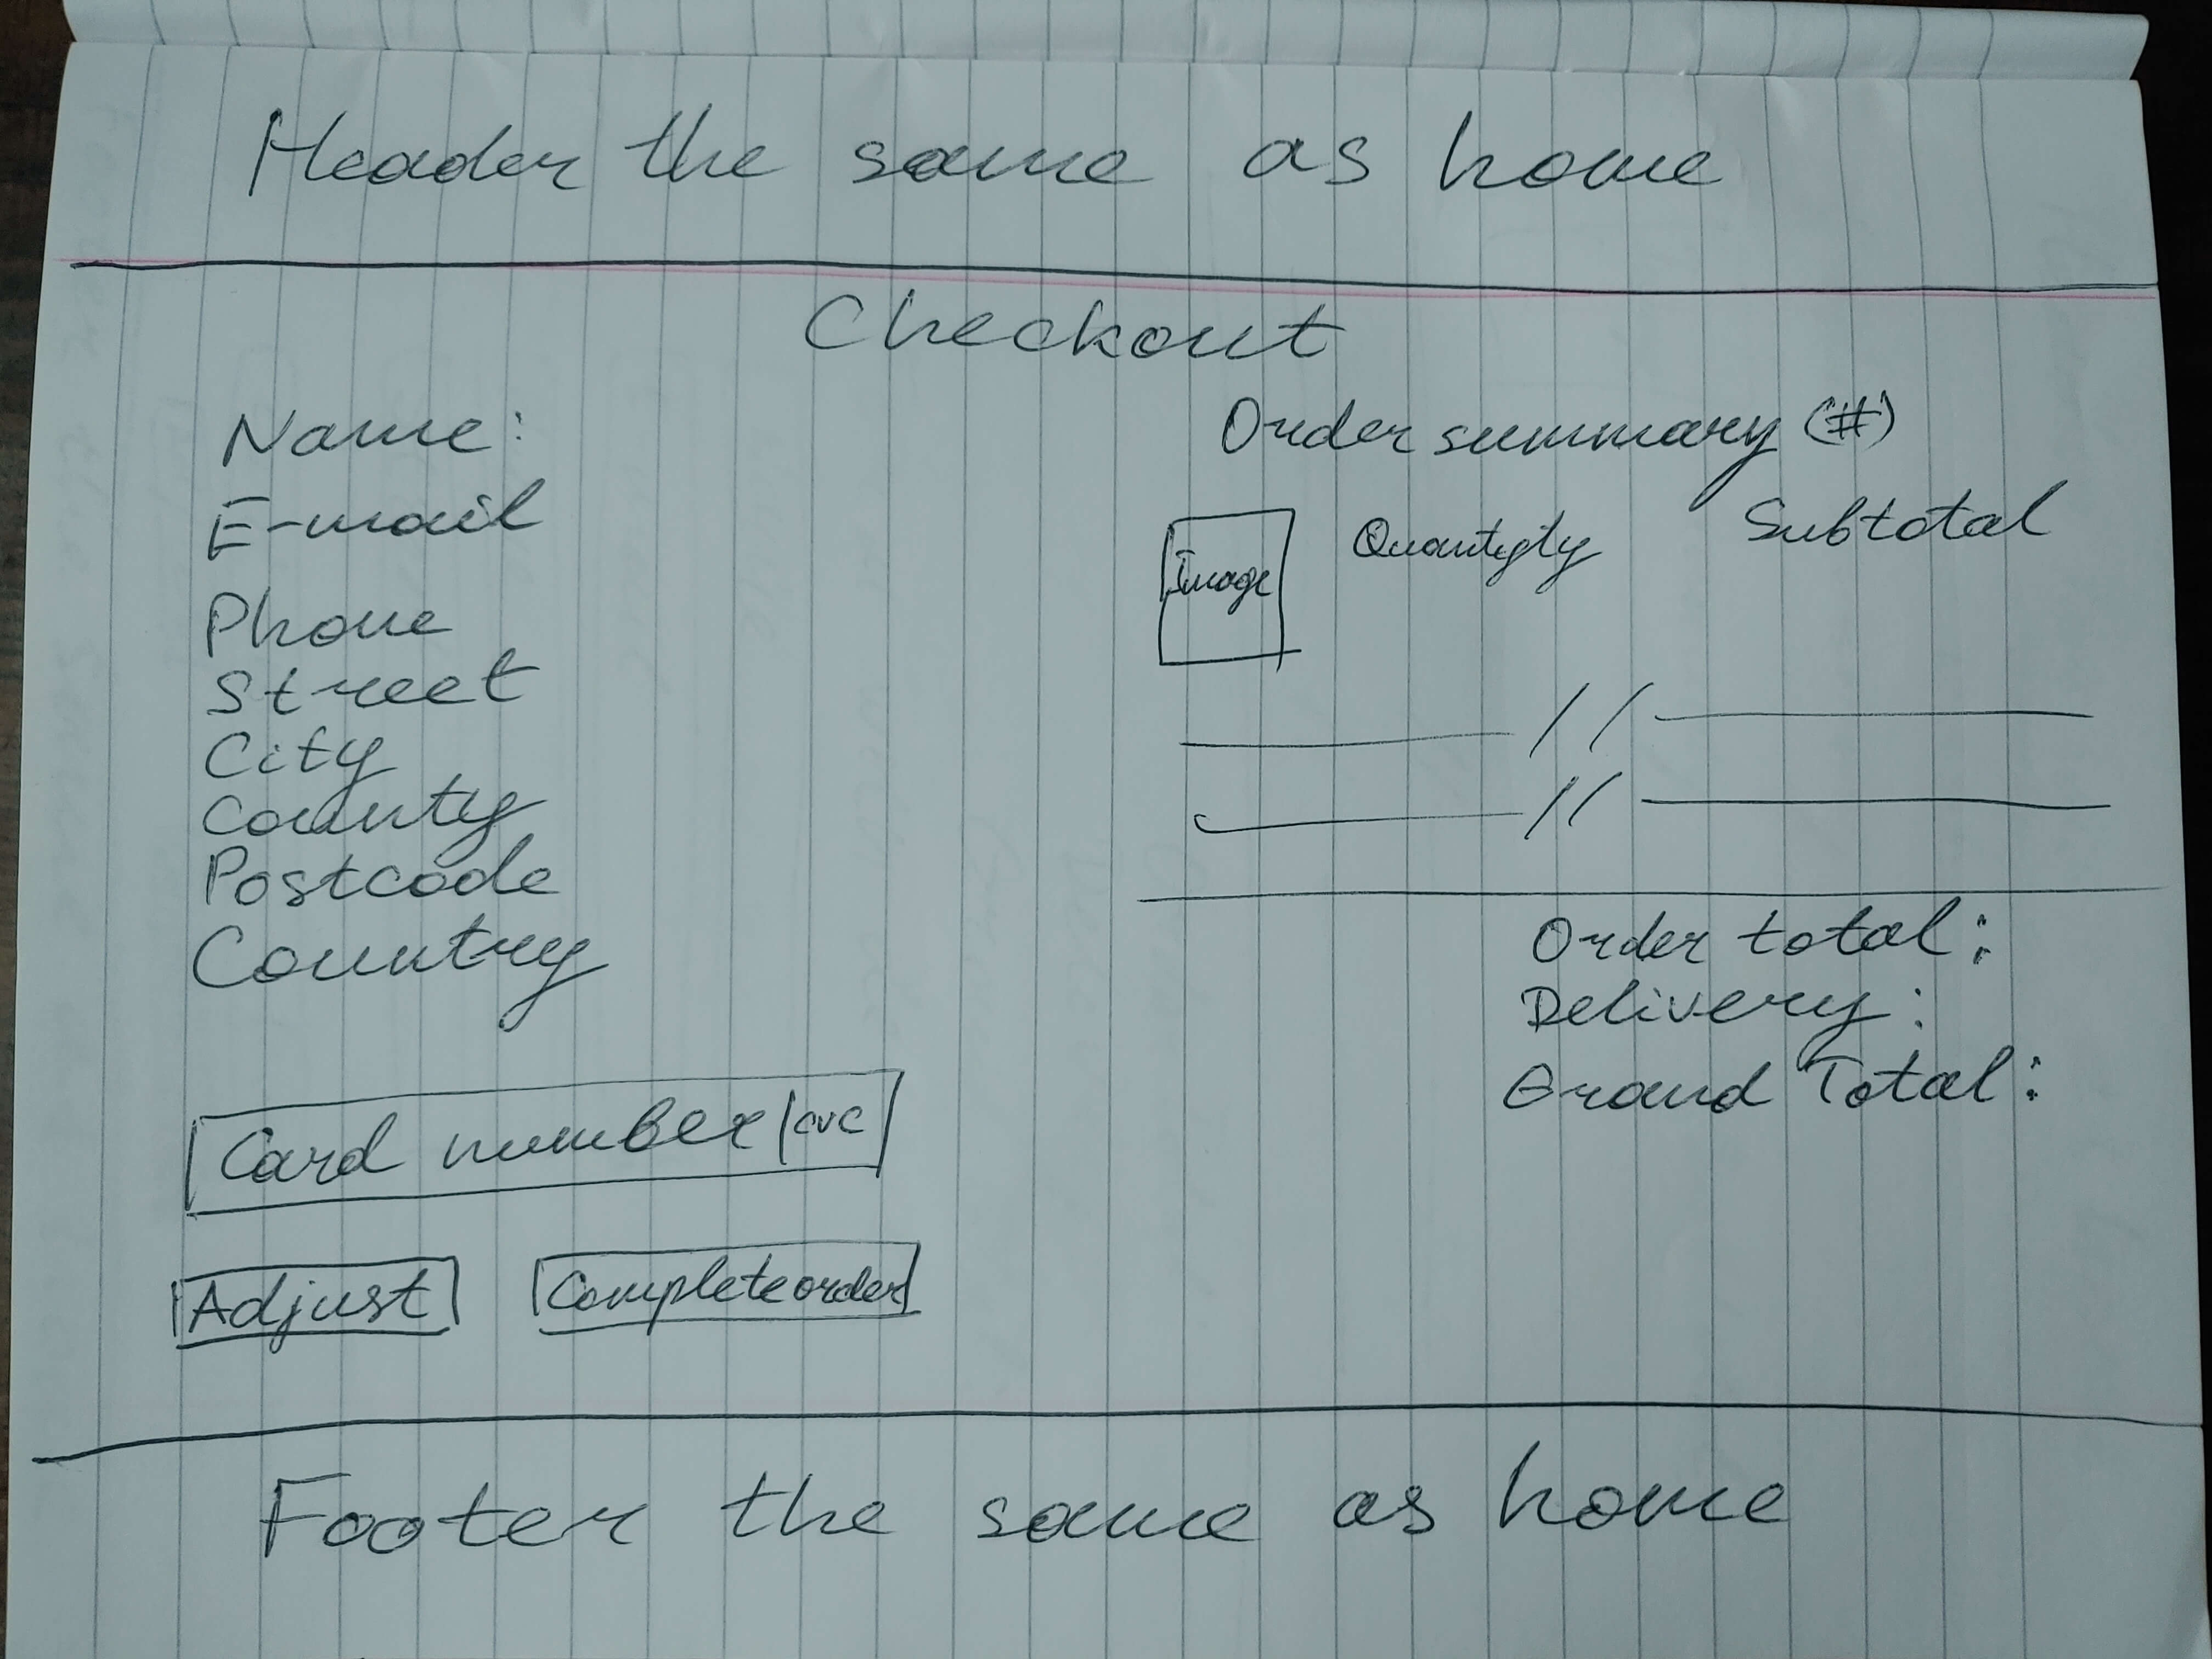 Header the same as home
Checkout
Name:
E-mail
Phone
Street
City
County
Postcode
Country
Card number/cvc
Adjust
Complete order
Order summary (#)
Image
Quantity
Subtotal
//
//
Order total:
Delivery:
Grand Total:
Footer the same as home